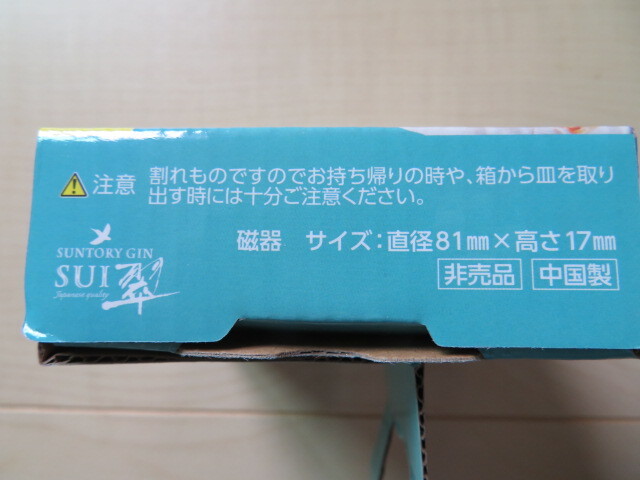 注意 割れものですのでお持ち帰りの時や、箱から皿を取り
出す時には十分ご注意ください。
磁器 サイズ:直径81㎜×高さ17㎜
非売品 中国製
SUNTORY GIN
SUI 翠
Japanese quality